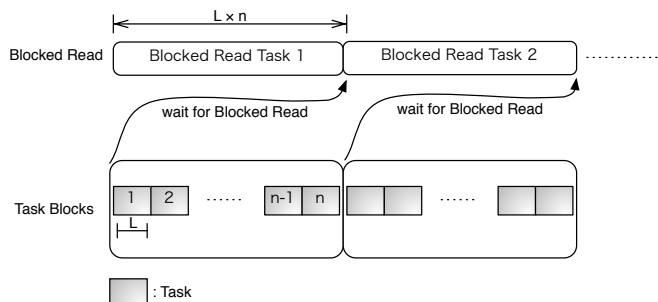 L × n
Blocked Read
Blocked Read Task 1
Blocked Read Task 2
wait for Blocked Read
wait for Blocked Read
Task Blocks
1
2
n-1
n
L
: Task